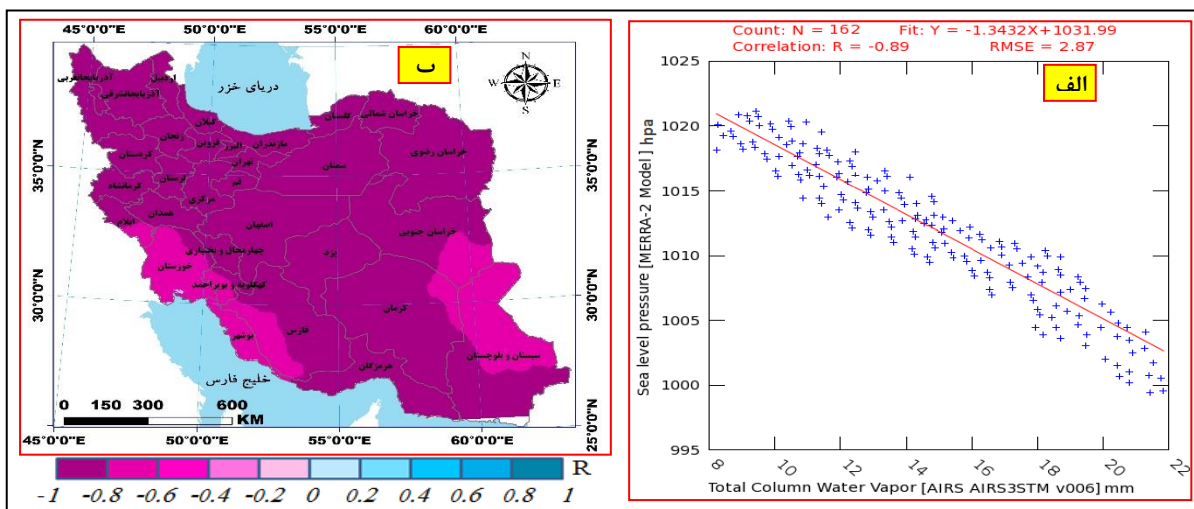 45°0'0"E 50°0'0"E 55°0'0"E 60°0'0"E
ب
N
W E
S
دریای خزر
آذربایجانغربی
اردبیل
آذربایجانشرقی
گیلان
گلستان
خراسان شمالی
زنجان
قزوین
البرز
مازندران
خراسان رضوی
کردستان
تهران
سمنان
کرمانشاه
لرستان
قم
مرکزی
همدان
ایلام
اصفهان
خراسان جنوبی
چهارمحال و بختیاری
یزد
خوزستان
کهگیلویه و بویراحمد
کرمان
فارس
بوشهر
سیستان و بلوچستان
هرمزگان
خلیج فارس
35°0'0"N
30°0'0"N
35°0'0"N
30°0'0"N
25°0'0"N
0 150 300 600
KM
45°0'0"E 50°0'0"E 55°0'0"E 60°0'0"E
R
-1 -0.8 -0.6 -0.4 -0.2 0 0.2 0.4 0.6 0.8 1
Count: N = 162 Fit: Y = -1.3432X+1031.99
Correlation: R = -0.89 RMSE = 2.87
الف
Sea level pressure [MERRA-2 Model] hpa
1025
1020
1015
1010
1005
1000
995
8 10 12 14 16 18 20 22
Total Column Water Vapor [AIRS AIRS3STM v006] mm